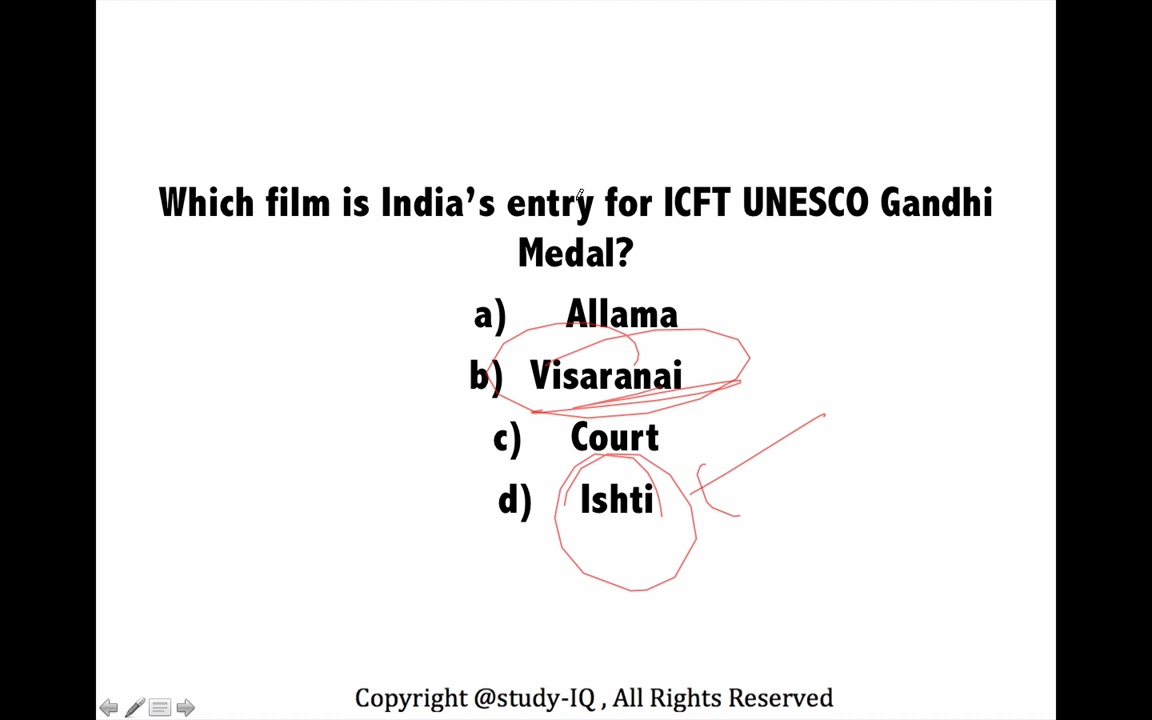 Which film is India's entry for ICFT UNESCO Gandhi
Medal?
a) Allama
b) Visaranai
c) Court
d) Ishti
Copyright @study-IQ , All Rights Reserved